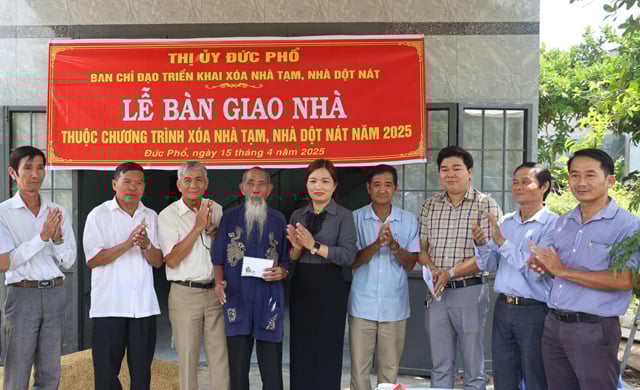 THỊ ỦY ĐỨC PHỔ
BAN CHỈ ĐẠO TRIỂN KHAI XÓA NHÀ TẠM, NHÀ DỘT NÁT
LỄ BÀN GIAO NHÀ
THUỘC CHƯƠNG TRÌNH XÓA NHÀ TẠM, NHÀ DỘT NÁT NĂM 2025
Đức Phổ, ngày 15 tháng 4 năm 2025